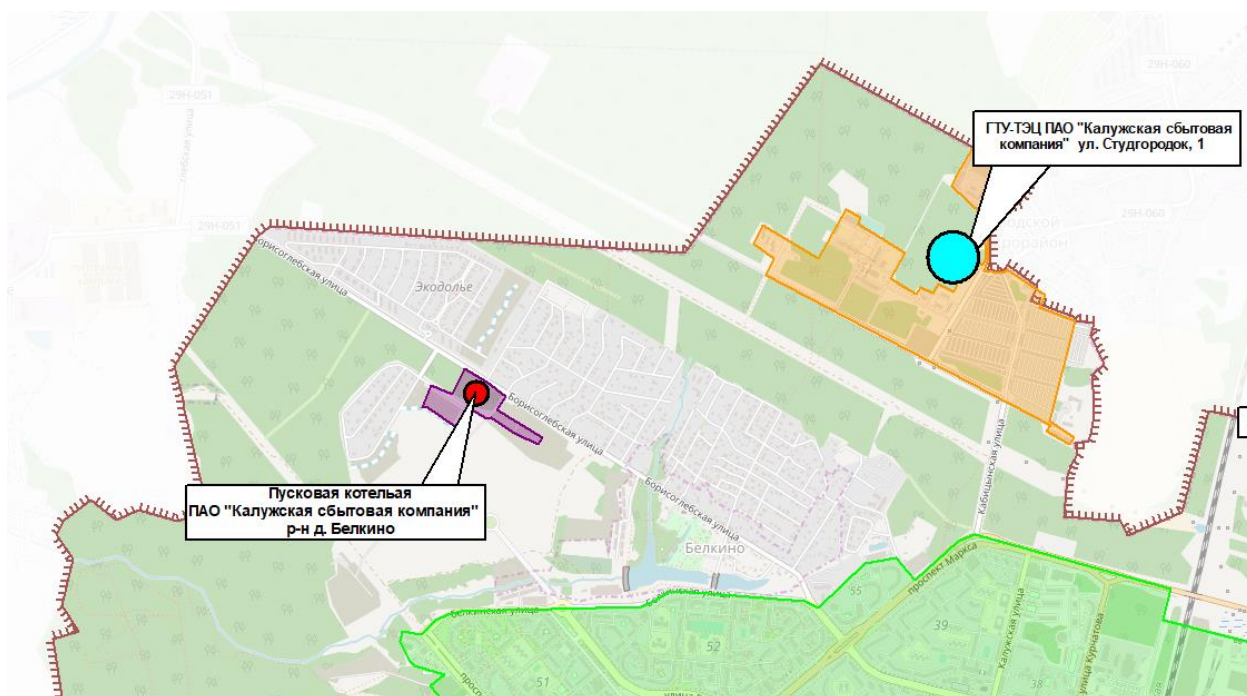 29Н-060
29Н-051
ГТУ-ТЭЦ ПАО "Калужская сбытовая
компания" ул. Студгородок, 1
29Н-051
29Н-060
Борисоглебская улица
Экодолье
Борисоглебская улица
Кабицынская улица
Борисоглебская улица
Пусковая котельая
ПАО "Калужская сбытовая компания"
р-н д. Белкино
Белкино
проспект Маркса
Белкинская улица
55
39
Калужская улица
улица Курчатова
52
51